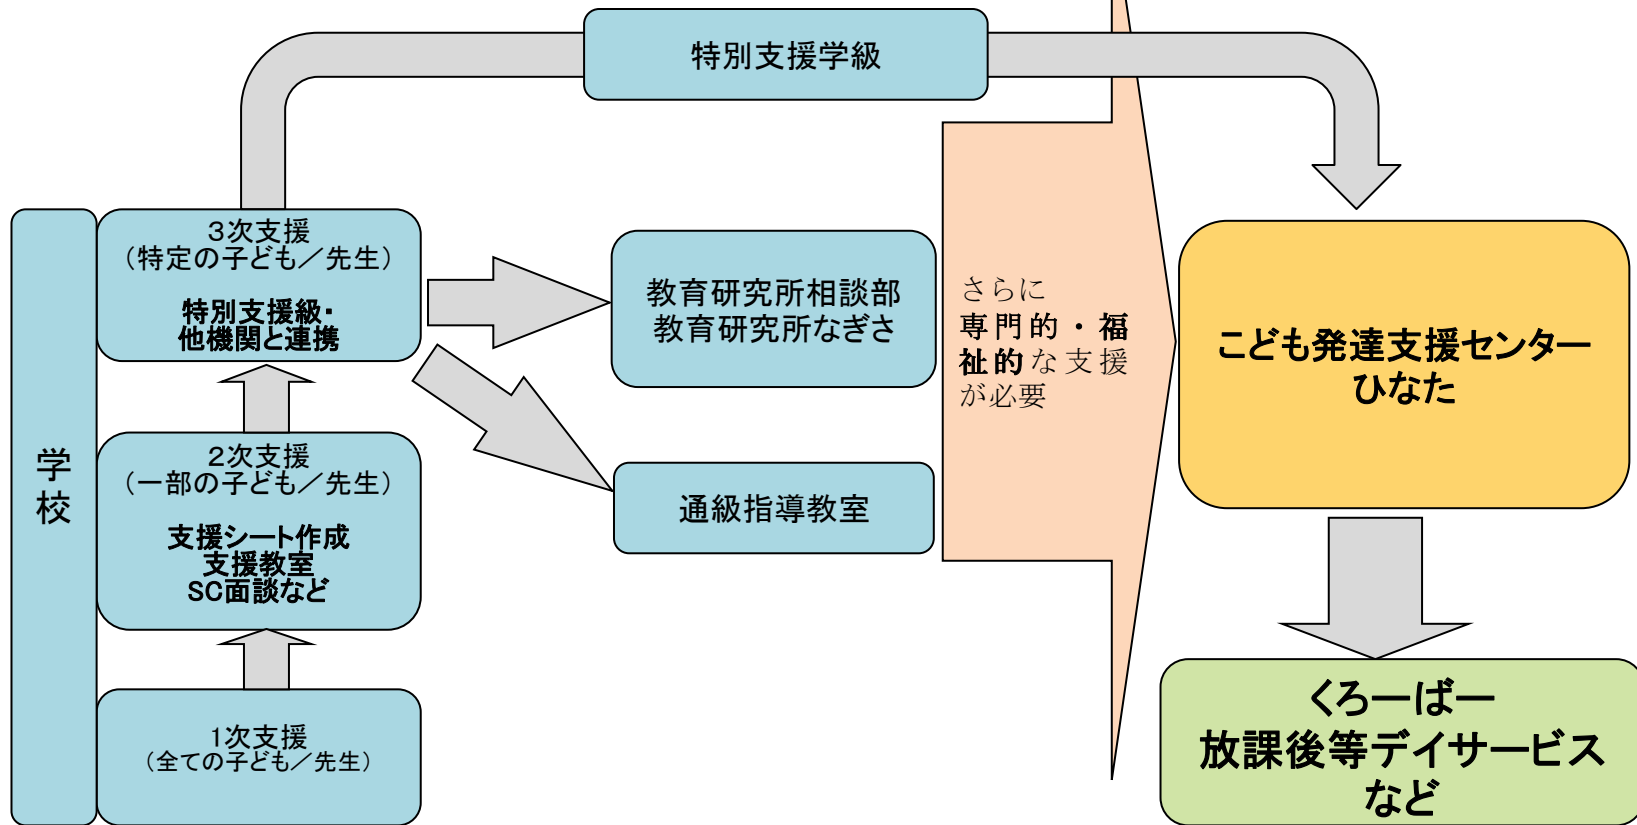 特別支援学級
学校
3次支援
（特定の子ども／先生）
特別支援級・
他機関と連携
2次支援
（一部の子ども／先生）
支援シート作成
支援教室
SC面談など
1次支援
（全ての子ども／先生）
教育研究所相談部
教育研究所なぎさ
通級指導教室
さらに
専門的・福
祉的な支援
が必要
こども発達支援センター
ひなた
くろーばー
放課後等デイサービス
など